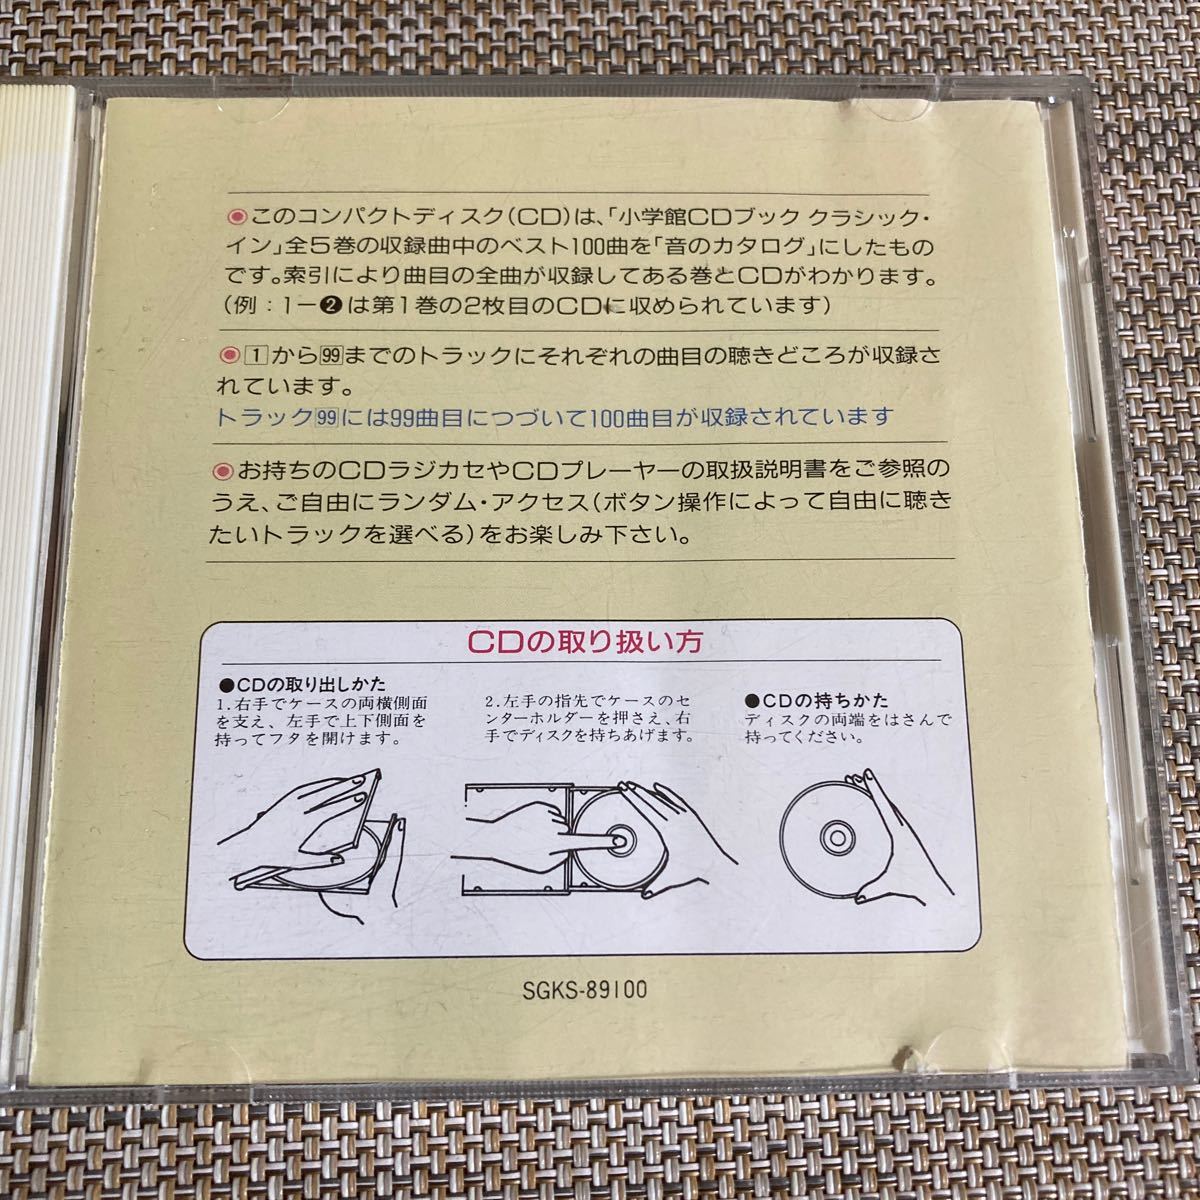 ◉このコンパクトディスク(CD)は、「小学館CDブック クラシック・
イン」全5巻の収録曲中のベスト100曲を「音のカタログ」にしたもの
です。索引により曲目の全曲が収録してある巻とCDがわかります。
(例：1−❷は第1巻の2枚目のCDに収められています)
◉1から99までのトラックにそれぞれの曲目の聴きどころが収録さ
れています。
トラック99には99曲目につづいて100曲目が収録されています
◉お持ちのCDラジカセやCDプレーヤーの取扱説明書をご参照の
うえ、ご自由にランダム・アクセス(ボタン操作によって自由に聴き
たいトラックを選べる)をお楽しみ下さい。
CDの取り扱い方
●CDの取り出しかた
1.右手でケースの両横側面
を支え、左手で上下側面を
持ってフタを開けます。
2.左手の指先でケースのセ
ンターホルダーを押さえ、右
手でディスクを持ちあげます。
●CDの持ちかた
ディスクの両端をはさんで
持ってください。
SGKS-89100